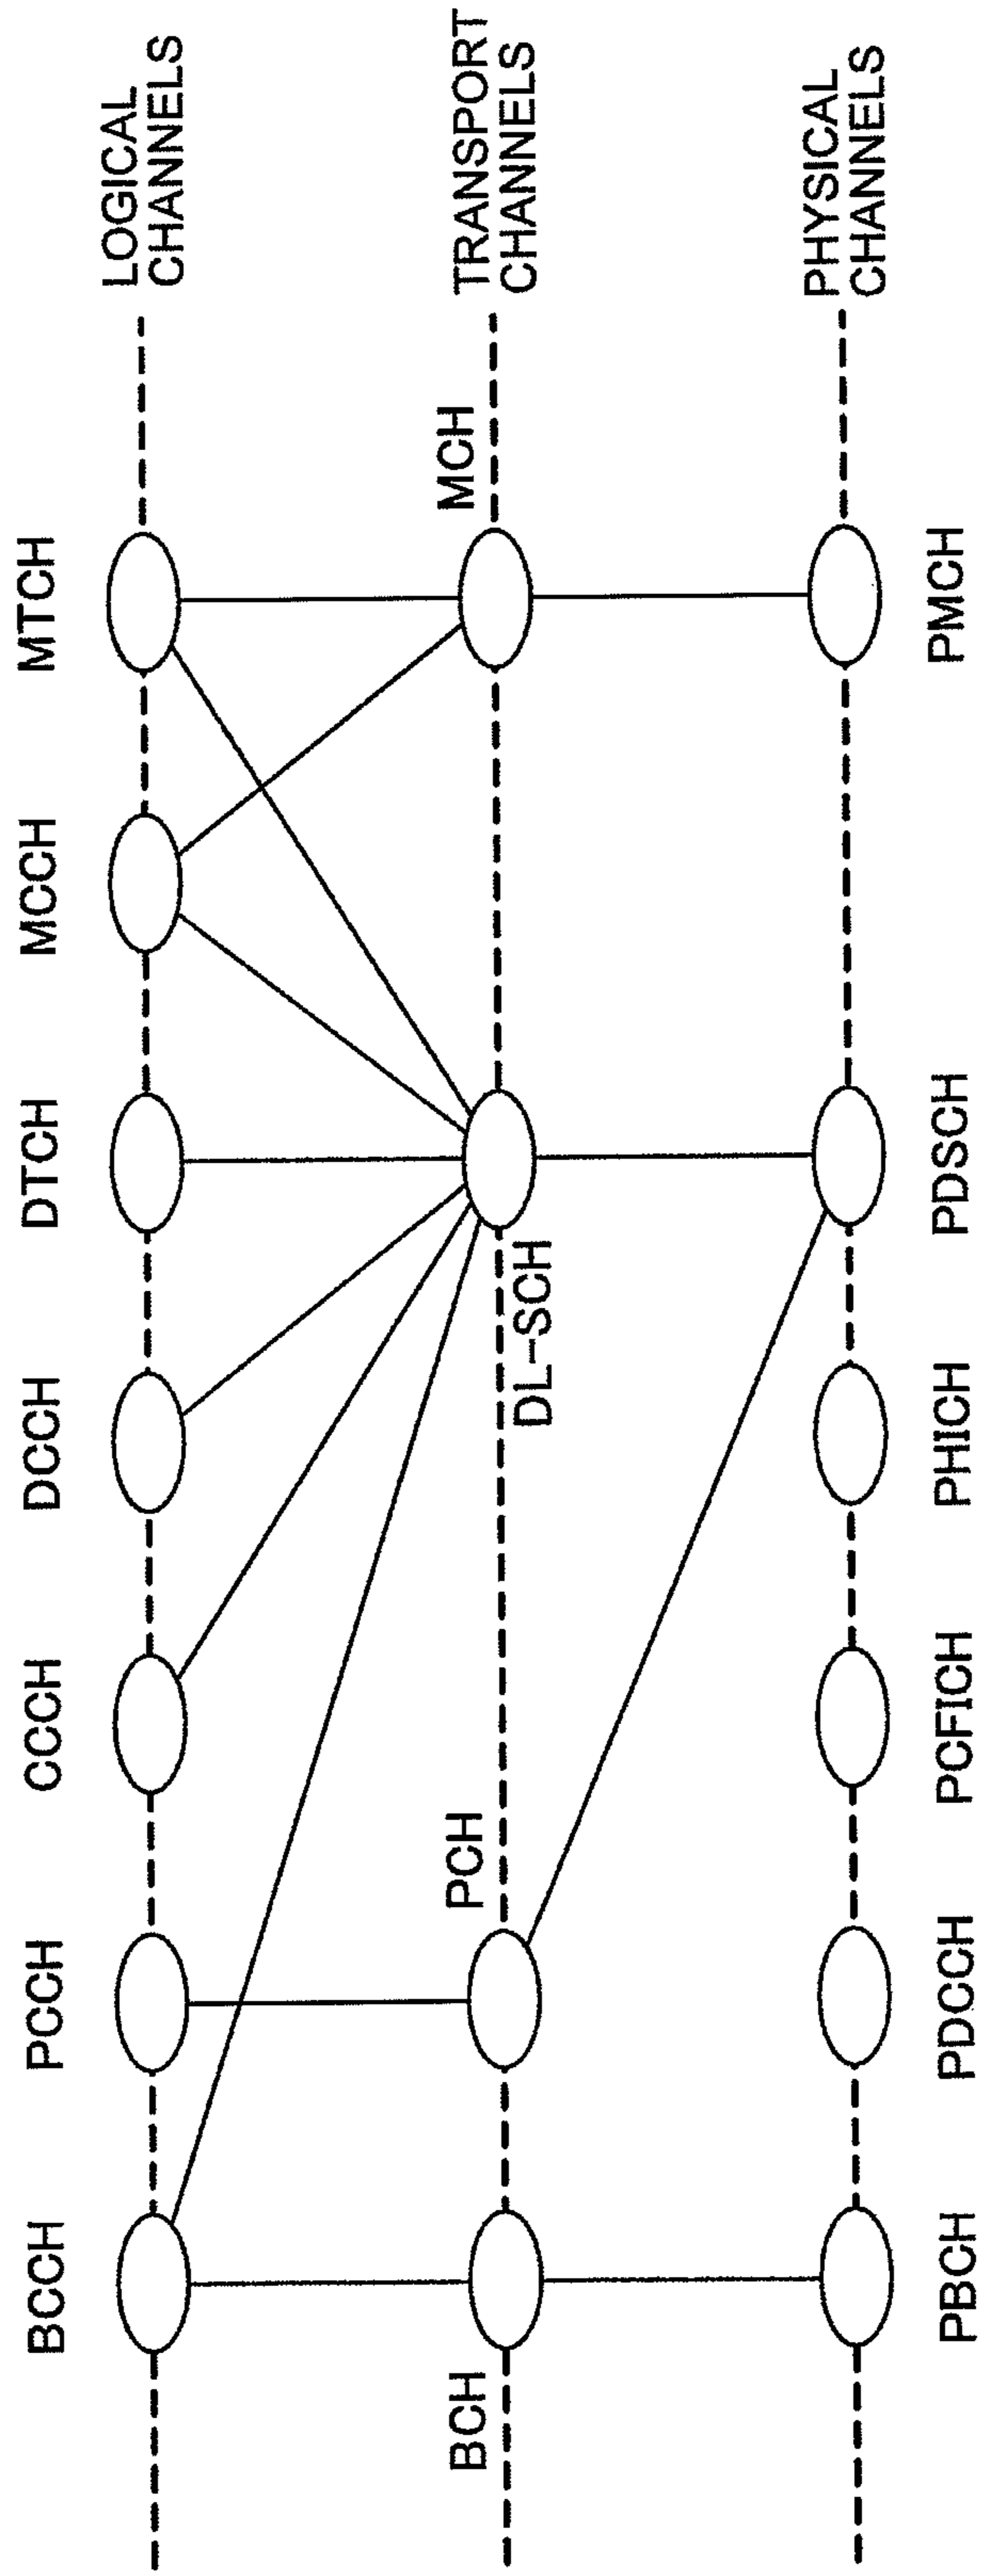 BCCH
PCCH
CCCH
DCCH
DTCH
MCCH
MTCH
LOGICAL
CHANNELS
BCH
PCH
DL-SCH
MCH
TRANSPORT
CHANNELS
PBCH
PDCCH
PCFICH
PHICH
PDSCH
PMCH
PHYSICAL
CHANNELS